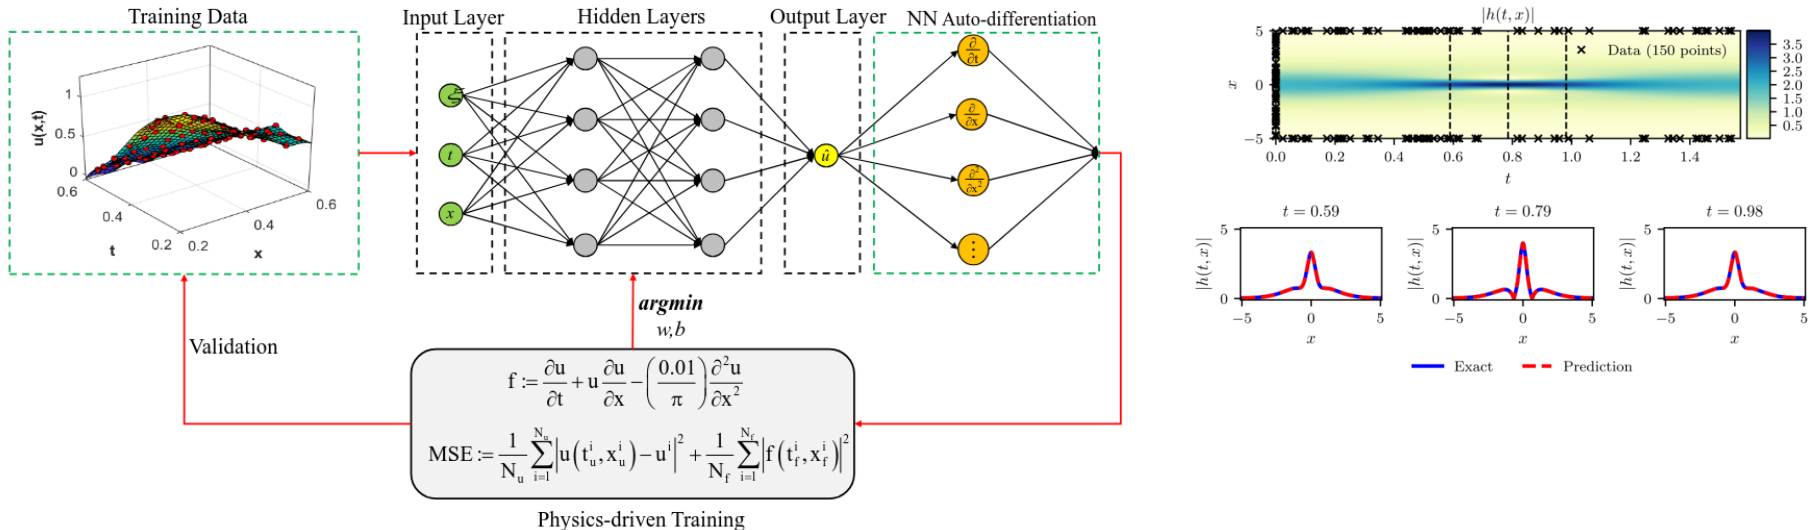 Training Data
Input Layer
Hidden Layers
Output Layer
NN Auto-differentiation
u(x,t)
1
0.5
0
0.6
0.4
0.2
t
0.2
0.4
0.6
x
ξ
t
x
û
∂/∂t
∂/∂x
∂²/∂x²
⋮
argmin
w,b
Validation
f := ∂u/∂t + u ∂u/∂x − (0.01/π) ∂²u/∂x²
MSE := 1/N_u ∑_{i=1}^{N_u} |u(t_u^i, x_u^i) − u^i|² + 1/N_f ∑_{i=1}^{N_f} |f(t_f^i, x_f^i)|²
Physics-driven Training
|h(t, x)|
5
0
−5
x
Data (150 points)
0.0 0.2 0.4 0.6 0.8 1.0 1.2 1.4
t
3.5
3.0
2.5
2.0
1.5
1.0
0.5
t = 0.59
|h(t, x)|
5
0
−5 0 5
x
t = 0.79
|h(t, x)|
5
0
−5 0 5
x
t = 0.98
|h(t, x)|
5
0
−5 0 5
x
Exact
Prediction